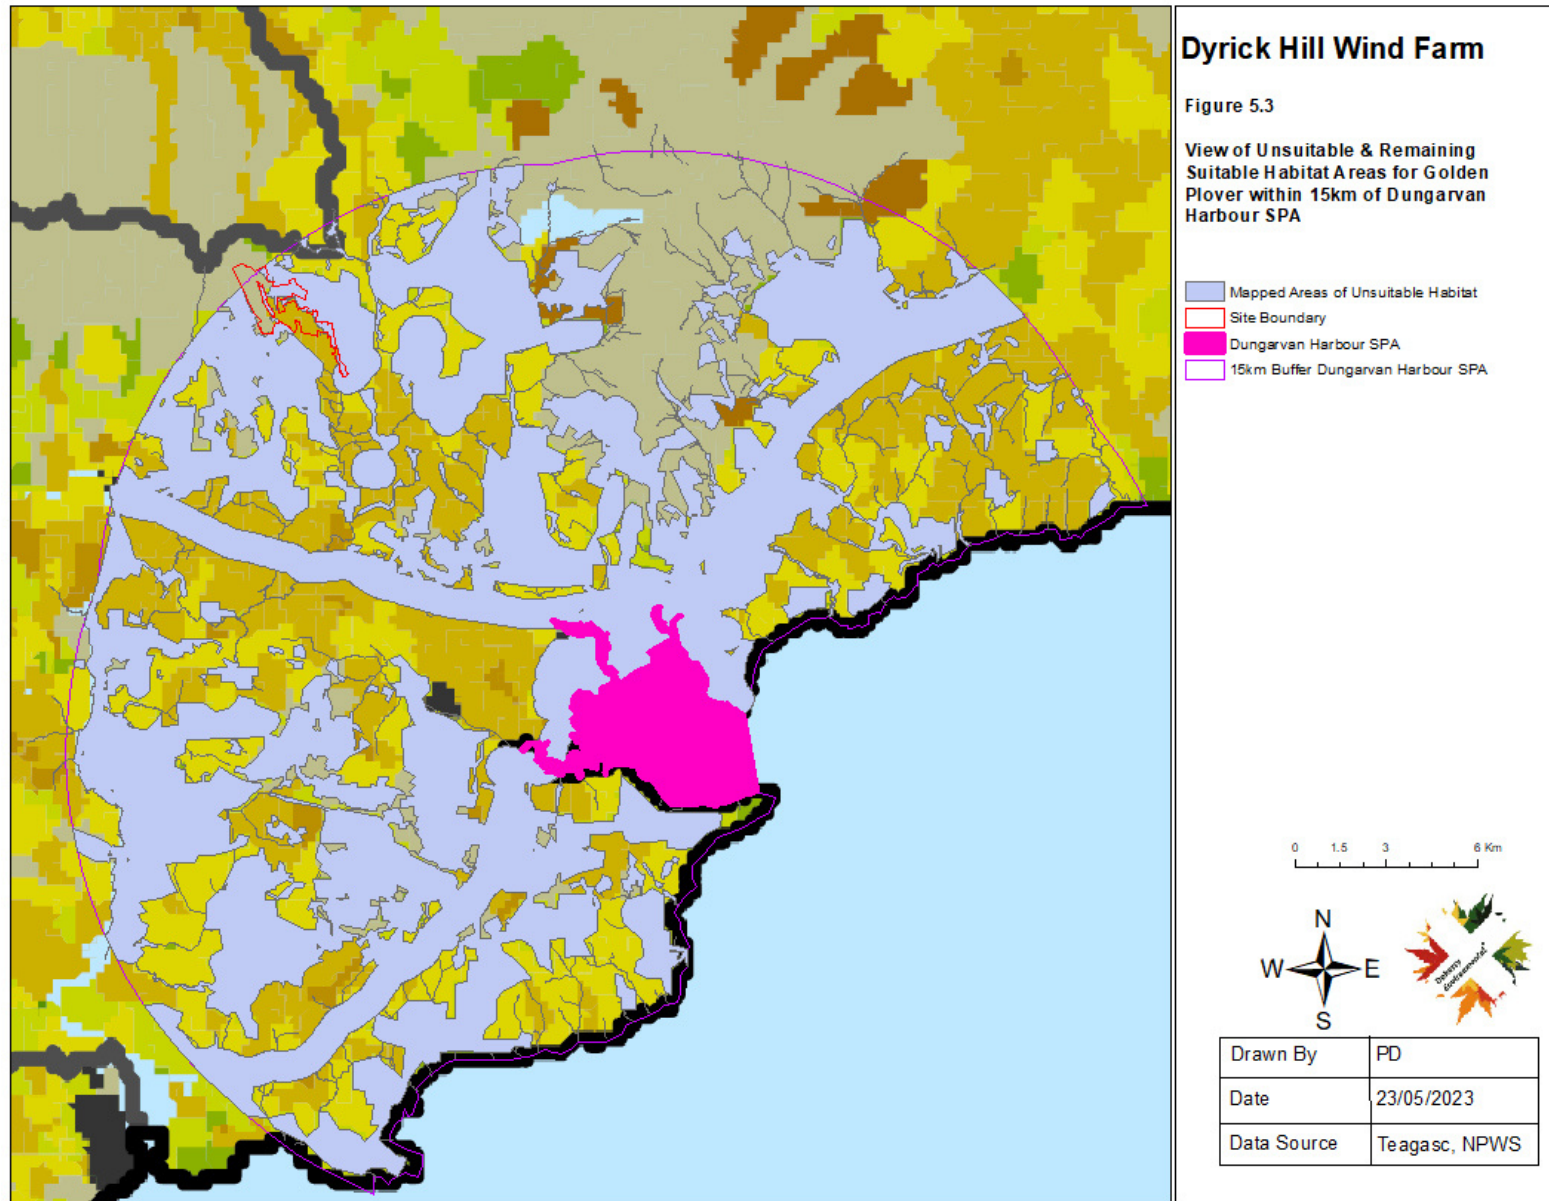 Dyrick Hill Wind Farm
Figure 5.3
View of Unsuitable & Remaining
Suitable Habitat Areas for Golden
Plover within 15km of Dungarvan
Harbour SPA
Mapped Areas of Unsuitable Habitat
Site Boundary
Dungarvan Harbour SPA
15km Buffer Dungarvan Harbour SPA
0 1.5 3 6 Km
N
W E
S
Doherty
Environmental
Drawn By PD
Date 23/05/2023
Data Source Teagasc, NPWS